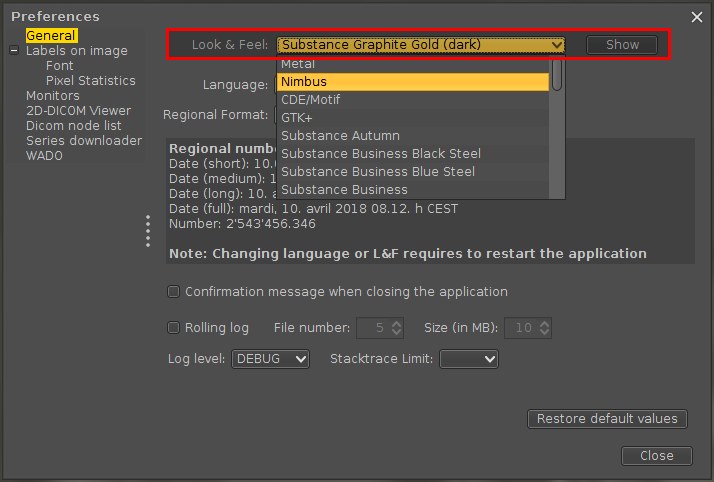 Preferences
General
Labels on image
Font
Pixel Statistics
Monitors
2D-DICOM Viewer
Dicom node list
Series downloader
WADO
Look & Feel: Substance Graphite Gold (dark) Show
Metal
Nimbus
CDE/Motif
GTK+
Substance Autumn
Substance Business Black Steel
Substance Business Blue Steel
Substance Business
Language:
Regional Format:
Regional
Date (short): 10.
Date (medium): 1
Date (long): 10. a
Date (full): mardi, 10. avril 2018 08.12. h CEST
Number: 2'543'456.346
Note: Changing language or L&F requires to restart the application
Confirmation message when closing the application
Rolling log File number: 5 Size (in MB): 10
Log level: DEBUG Stacktrace Limit:
Restore default values
Close